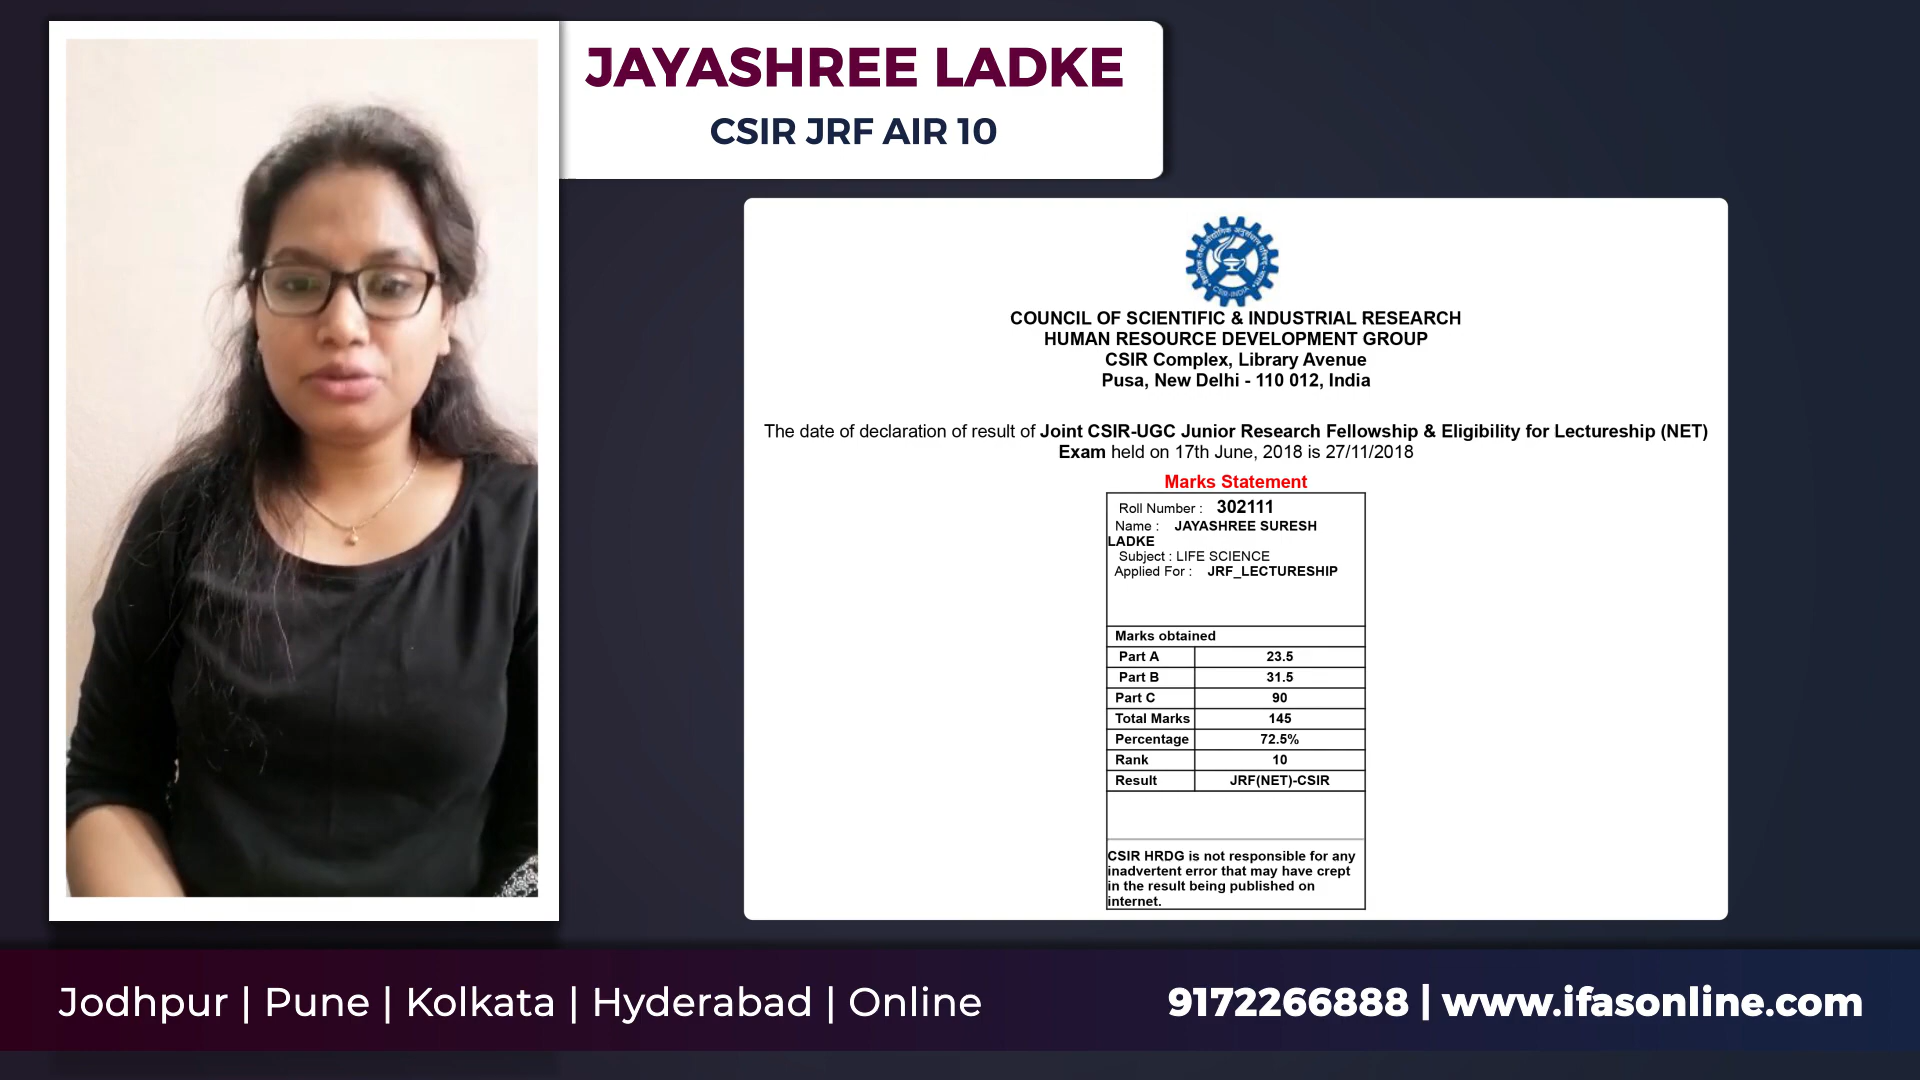 JAYASHREE LADKE
CSIR JRF AIR 10
CSIR-INDIA
COUNCIL OF SCIENTIFIC & INDUSTRIAL RESEARCH
HUMAN RESOURCE DEVELOPMENT GROUP
CSIR Complex, Library Avenue
Pusa, New Delhi - 110 012, India
The date of declaration of result of Joint CSIR-UGC Junior Research Fellowship & Eligibility for Lectureship (NET)
Exam held on 17th June, 2018 is 27/11/2018
Marks Statement
Roll Number : 302111
Name : JAYASHREE SURESH
LADKE
Subject : LIFE SCIENCE
Applied For : JRF_LECTURESHIP
Marks obtained
Part A 23.5
Part B 31.5
Part C 90
Total Marks 145
Percentage 72.5%
Rank 10
Result JRF(NET)-CSIR
CSIR HRDG is not responsible for any
inadvertent error that may have crept
in the result being published on
internet.
Jodhpur | Pune | Kolkata | Hyderabad | Online
9172266888 | www.ifasonline.com